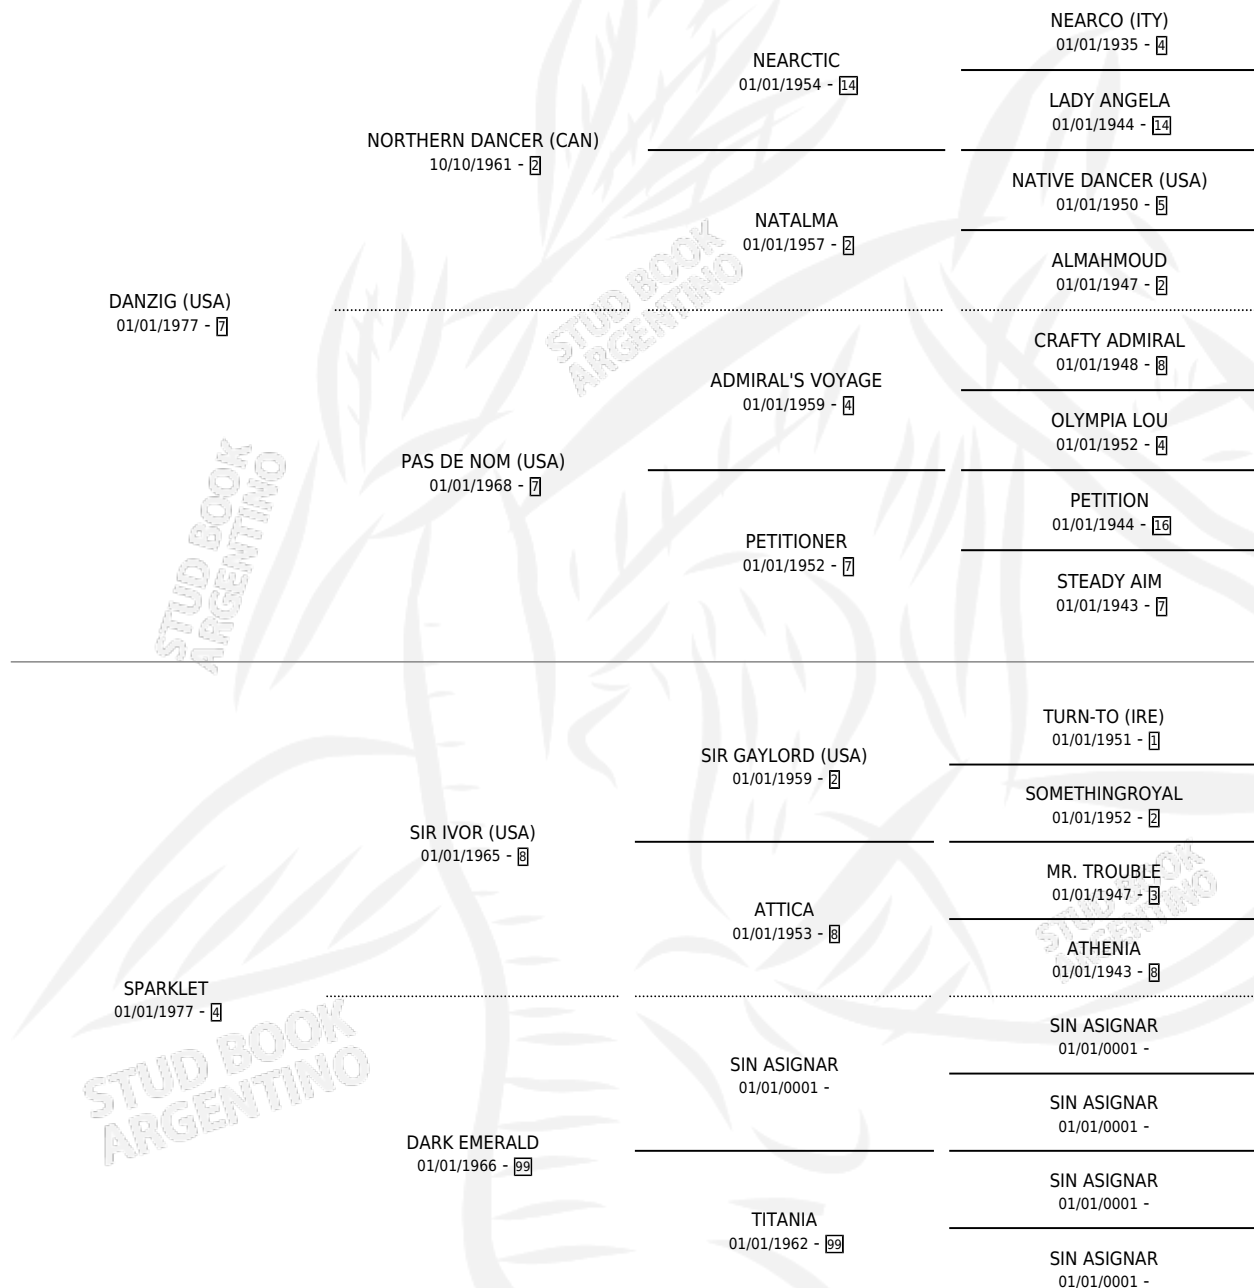 NEARCO (ITY)
01/01/1935 - 4
NEARCTIC
01/01/1954 - 14
LADY ANGELA
01/01/1944 - 14
NORTHERN DANCER (CAN)
10/10/1961 - 2
NATIVE DANCER (USA)
01/01/1950 - 5
NATALMA
01/01/1957 - 2
ALMAHMOUD
01/01/1947 - 2
DANZIG (USA)
01/01/1977 - 7
STUD BOOK
ARGENTINO
CRAFTY ADMIRAL
01/01/1948 - 8
ADMIRAL'S VOYAGE
01/01/1959 - 4
OLYMPIA LOU
01/01/1952 - 4
PAS DE NOM (USA)
01/01/1968 - 7
PETITION
01/01/1944 - 16
PETITIONER
01/01/1952 - 7
STEADY AIM
01/01/1943 - 7
STUD BOOK
ARGENTINO
TURN-TO (IRE)
01/01/1951 - 1
SIR GAYLORD (USA)
01/01/1959 - 2
SOMETHINGROYAL
01/01/1952 - 2
SIR IVOR (USA)
01/01/1965 - 8
MR. TROUBLE
01/01/1947 - 3
ATTICA
01/01/1953 - 8
STUD BOOK
ARGENTINO
ATHENIA
01/01/1943 - 8
SPARKLET
01/01/1977 - 4
STUD BOOK
ARGENTINO
SIN ASIGNAR
01/01/0001 -
SIN ASIGNAR
01/01/0001 -
SIN ASIGNAR
01/01/0001 -
DARK EMERALD
01/01/1966 - 99
SIN ASIGNAR
01/01/0001 -
TITANIA
01/01/1962 - 99
SIN ASIGNAR
01/01/0001 -